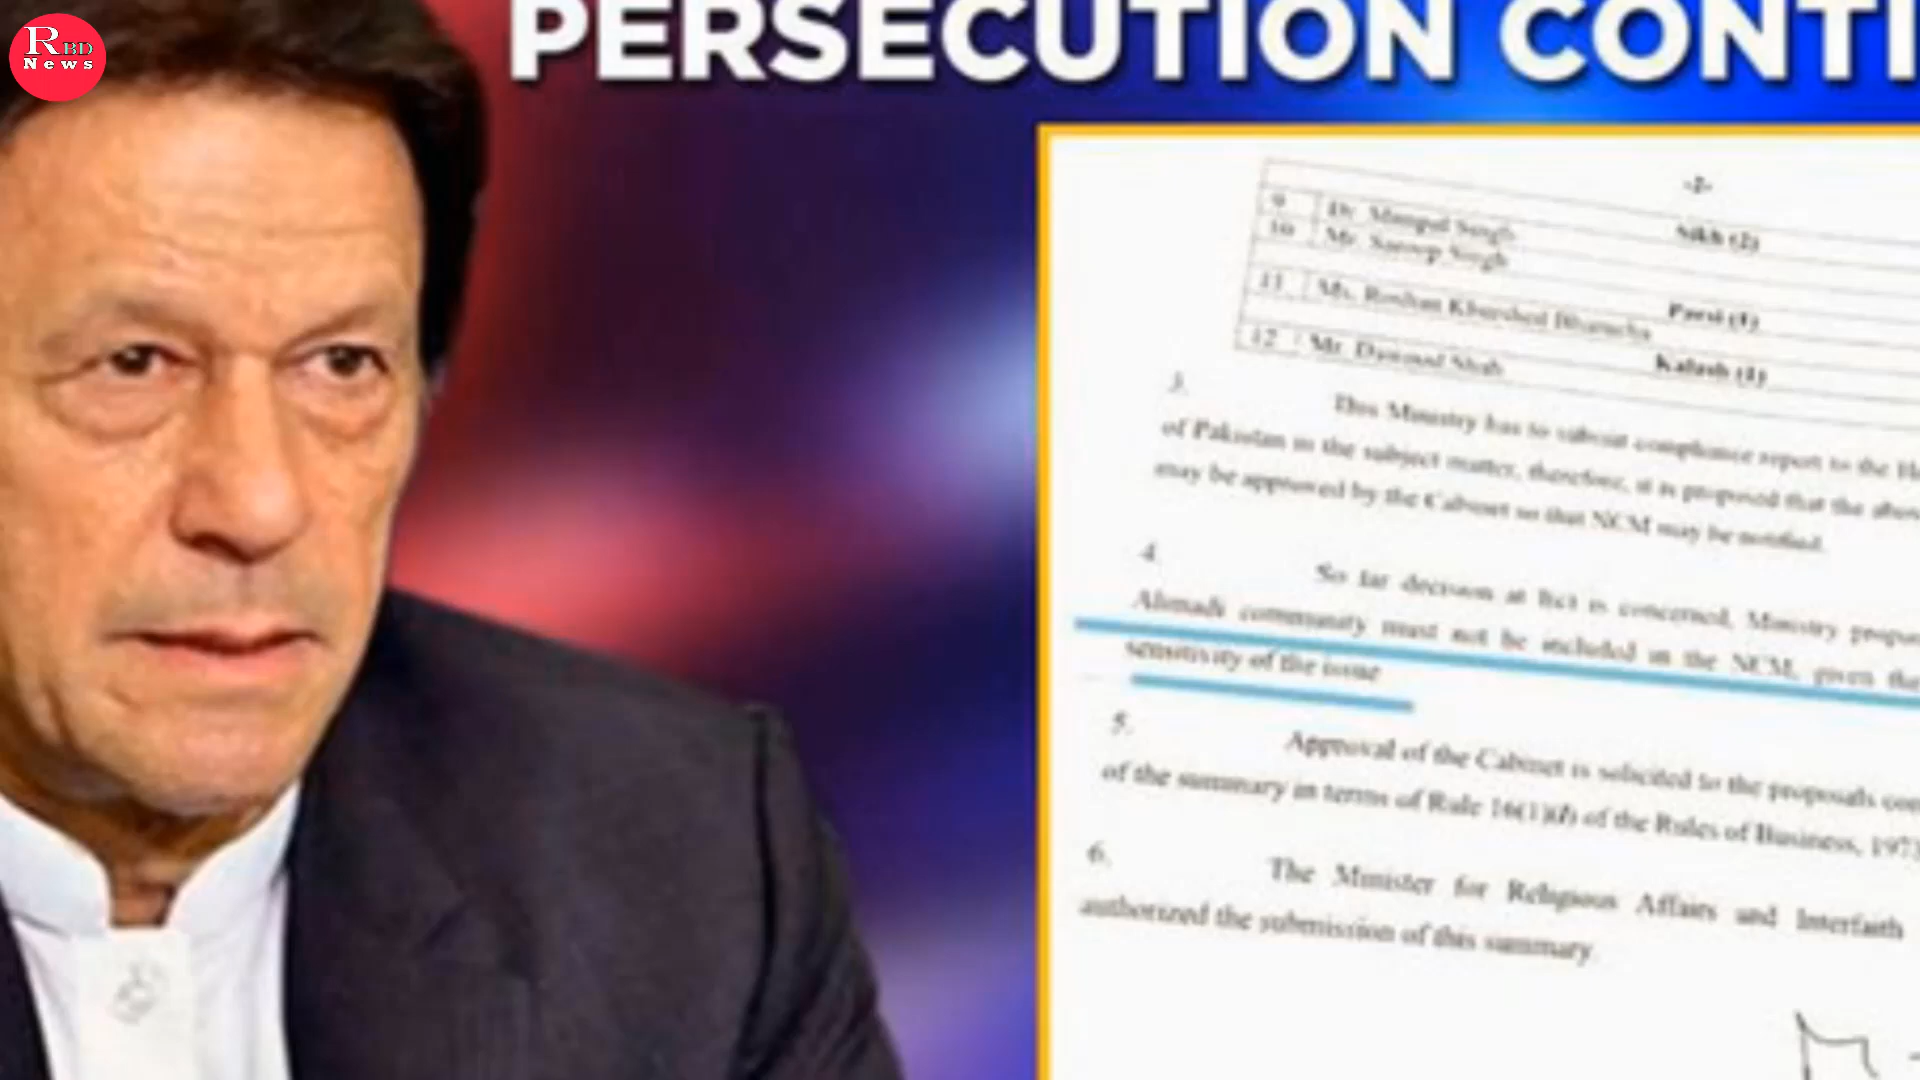 RBD
News
PERSECUTION CONTI
-2-
Sikh (2)
9 Dr. Mampal Singh
10 Mr. Saroop Singh
Parsi (1)
11 Ms. Roshan Khurshed Bharucha
Kalash (1)
12 Mr. Dawood Shah
3. This Ministry has to submit compliance report to the
of Pakistan in the subject matter, therefore, it is proposed that the above
may be approved by the Cabinet so that NCM may be notified.
4. So far decision at is concerned, Ministry
Ahmadi community must not be included in the NCM, given the
sensitivity of the issue
5. Approval of the Cabinet is solicited to the proposals
of the summary in terms of Rule 16(1)(d) of the Rules of Business, 1973
6. The Minister for Religious Affairs and Interfaith
authorized the submission of this summary.